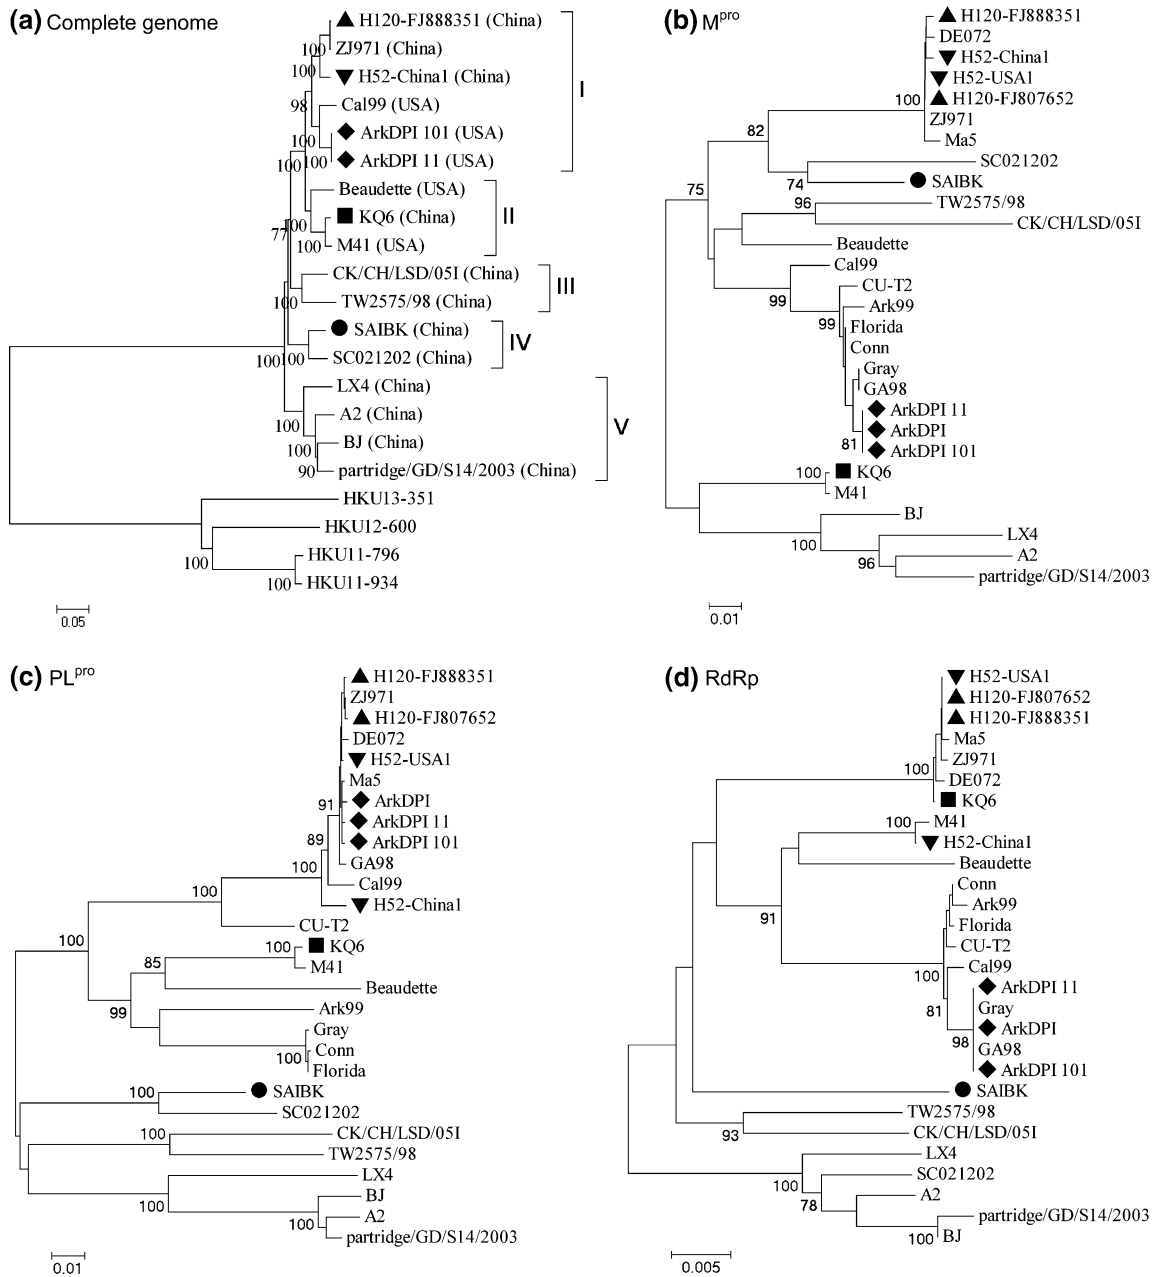 (a) Complete genome
H120-FJ888351 (China)
ZJ971 (China)
H52-China1 (China)
Cal99 (USA)
ArkDPI 101 (USA)
ArkDPI 11 (USA)
Beaudette (USA)
KQ6 (China)
M41 (USA)
CK/CH/LSD/05I (China)
TW2575/98 (China)
SAIBK (China)
SC021202 (China)
LX4 (China)
A2 (China)
BJ (China)
partridge/GD/S14/2003 (China)
HKU13-351
HKU12-600
HKU11-796
HKU11-934
I
II
III
IV
V
100
100
98
100
100
100
100
77
100
100
100
100
100
100
90
100
100
0.05
(b) Mpro
H120-FJ888351
DE072
H52-China1
H52-USA1
H120-FJ807652
ZJ971
Ma5
SC021202
SAIBK
TW2575/98
CK/CH/LSD/05I
Beaudette
Cal99
CU-T2
Ark99
Florida
Conn
Gray
GA98
ArkDPI 11
ArkDPI
ArkDPI 101
KQ6
M41
BJ
LX4
A2
partridge/GD/S14/2003
100
82
74
75
96
99
99
81
100
100
96
0.01
(c) PLpro
H120-FJ888351
ZJ971
H120-FJ807652
DE072
H52-USA1
Ma5
ArkDPI
ArkDPI 11
ArkDPI 101
GA98
Cal99
H52-China1
CU-T2
KQ6
M41
Beaudette
Ark99
Gray
Conn
Florida
SAIBK
SC021202
CK/CH/LSD/05I
TW2575/98
LX4
BJ
A2
partridge/GD/S14/2003
91
89
100
100
100
100
85
99
100
100
100
100
100
0.01
(d) RdRp
H52-USA1
H120-FJ807652
H120-FJ888351
Ma5
ZJ971
DE072
KQ6
M41
H52-China1
Beaudette
Conn
Ark99
Florida
CU-T2
Cal99
ArkDPI 11
Gray
ArkDPI
GA98
ArkDPI 101
SAIBK
TW2575/98
CK/CH/LSD/05I
LX4
SC021202
A2
partridge/GD/S14/2003
BJ
100
100
91
100
81
98
93
100
78
100
0.005